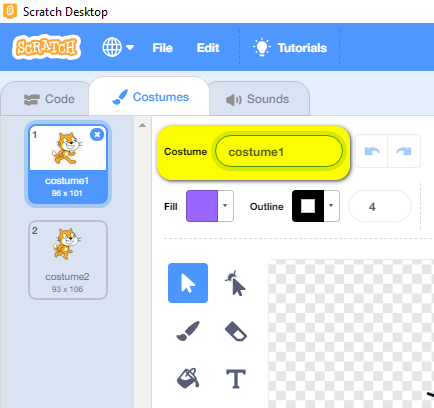 Scratch Desktop
SCRATCH File Edit Tutorials
Code Costumes Sounds
1
costume1
96 x 101
2
costume2
93 x 106
Costume costume1
Fill Outline 4
T